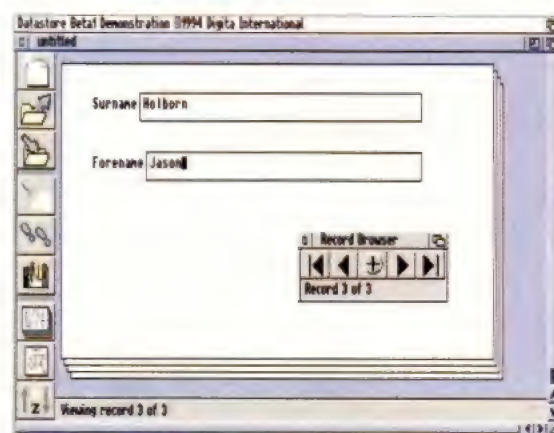 Datastore Beta1 Demonstration ©1994 Digita International
untitled
Surname Holborn
Forename Jason
Record Browser
Record 3 of 3
Z
Viewing record 3 of 3